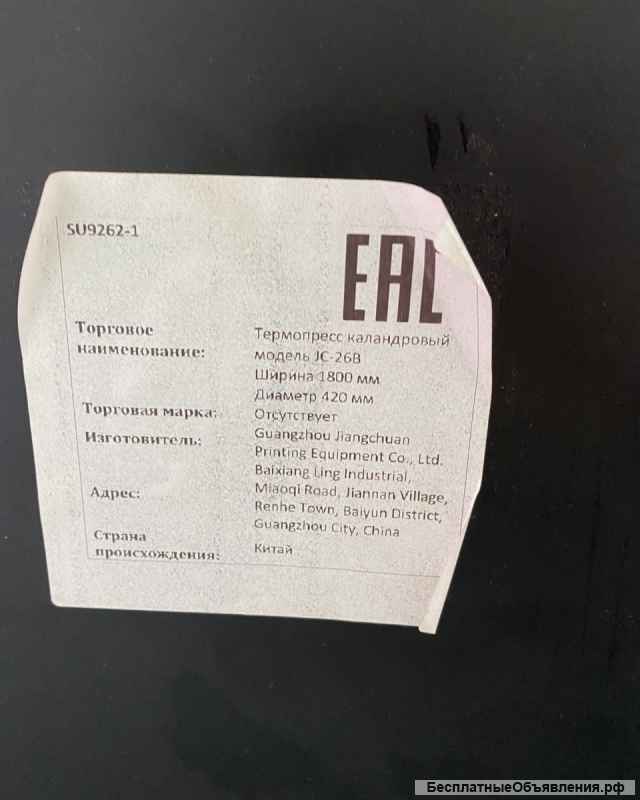 SU9262-1
EAC
Торговое наименование:
Термопресс каландровый
модель JC-26B
Ширина 1800 мм
Диаметр 420 мм
Торговая марка:
Отсутствует
Изготовитель:
Guangzhou Jiangchuan
Printing Equipment Co., Ltd.
Адрес:
Baixiang Ling Industrial,
Miaoqi Road, Jiannan Village,
Renhe Town, Baiyun District,
Guangzhou City, China
Страна
происхождения:
Китай
БесплатныеОбъявления.рф